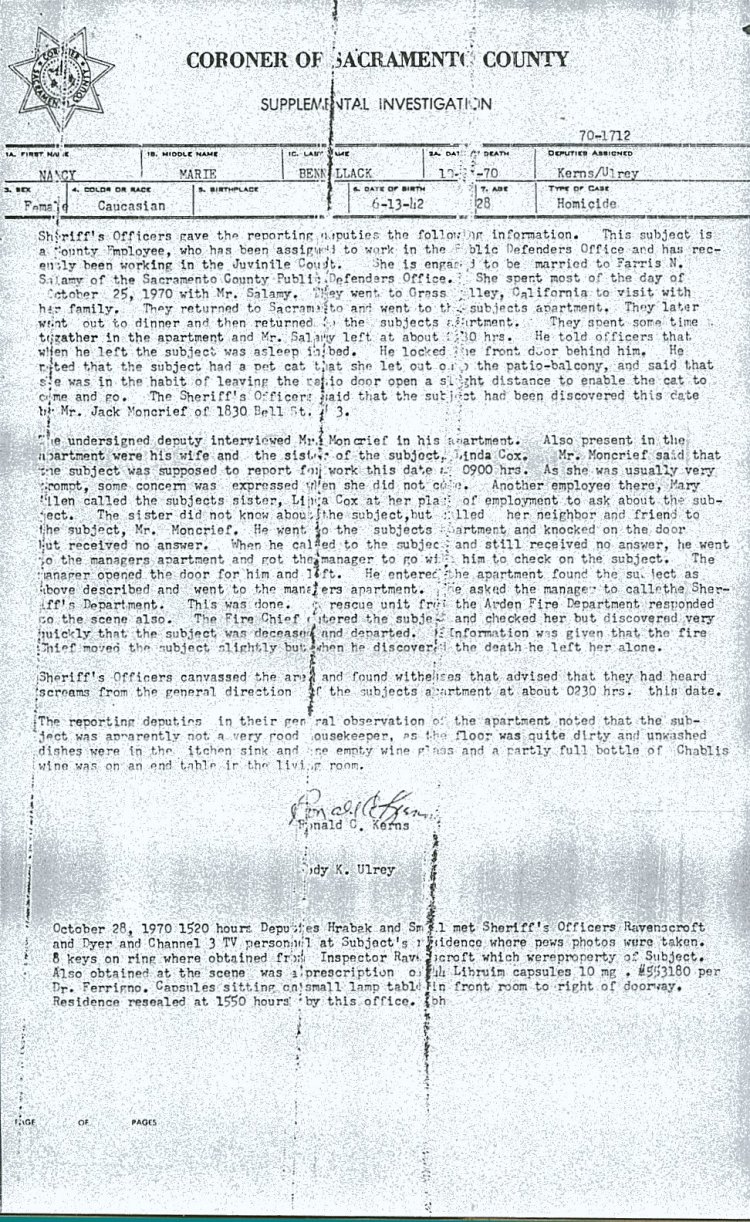 CORONER OF SACRAMENTO COUNTY
SUPPLEMENTAL INVESTIGATION
70-1712
1A. FIRST NAME 1B. MIDDLE NAME 1C. LAST NAME 2A. DATE OF DEATH DEPUTIES ASSIGNED
NANCY MARIE BENNALLACK -70 Kerns/Ulrey
3. SEX 4. COLOR OR RACE 5. BIRTHPLACE 6. DATE OF BIRTH 7. AGE TYPE OF CASE
Female Caucasian 6-13-42 28 Homicide
Sheriff's Officers gave the reporting deputies the following information. This subject is
a County Employee, who has been assigned to work in the Public Defenders Office and has rec-
ently been working in the Juvinile Court. She is engaged to be married to Farris N.
Salamy of the Sacramento County Public Defenders Office. She spent most of the day of
October 25, 1970 with Mr. Salamy. They went to Grass Valley, California to visit with
her family. They returned to Sacramento and went to the subjects apartment. They later
went out to dinner and then returned to the subjects apartment. They spent some time
togather in the apartment and Mr. Salamy left at about hrs. He told officers that
when he left the subject was asleep in bed. He locked the front door behind him. He
noted that the subject had a pet cat that she let out onto the patio-balcony, and said that
she was in the habit of leaving the patio door open a slight distance to enable the cat to
come and go. The Sheriff's Officers said that the subject had been discovered this date
by Mr. Jack Moncrief of 1830 Bell St. # 3.
The undersigned deputy interviewed Mr. Moncrief in his apartment. Also present in the
apartment were his wife and the sister of the subject, Linda Cox. Mr. Moncrief said that
the subject was supposed to report for work this date at 0900 hrs. As she was usually very
prompt, some concern was expressed when she did not come. Another employee there, Mary
Allen called the subjects sister, Linda Cox at her place of employment to ask about the sub-
ject. The sister did not know about the subject, but called her neighbor and friend to
the subject, Mr. Moncrief. He went to the subjects apartment and knocked on the door
but received no answer. When he called to the subject and still received no answer, he went
to the managers apartment and got the manager to go with him to check on the subject. The
manager opened the door for him and left. He entered the apartment found the subject as
above described and went to the managers apartment. He asked the manager to callthe Sher-
iff's Department. This was done. A rescue unit from the Arden Fire Department responded
to the scene also. The Fire Chief entered the subjects and checked her but discovered very
quickly that the subject was deceased and departed. Information was given that the fire
Chief moved the subject slightly but when he discovered the death he left her alone.
Sheriff's Officers canvassed the area and found withesses that advised that they had heard
screams from the general direction of the subjects apartment at about 0230 hrs. this date.
The reporting deputies in their general observation of the apartment noted that the sub-
ject was apparently not a very good housekeeper, as the floor was quite dirty and unwashed
dishes were in the kitchen sink and one empty wine glass and a partly full bottle of Chablis
wine was on an end table in the living room.
Ronald C. Kerns
Ronald C. Kerns
dy K. Ulrey
October 28, 1970 1520 hours Deputies Hrabak and met Sheriff's Officers Ravenscroft
and Dyer and Channel 3 TV personnel at Subject's residence where news photos were taken.
8 keys on ring where obtained from Inspector Ravenscroft which wereproperty of Subject.
Also obtained at the scene was a prescription of Libruim capsules 10 mg . #553180 per
Dr. Ferrigno. Capsules sitting on small lamp table in front room to right of doorway.
Residence resealed at 1550 hours by this office. bh
PAGE OF PAGES